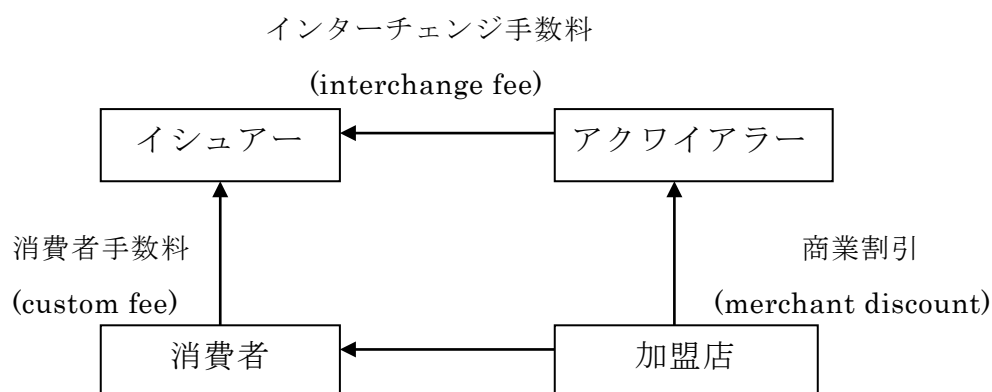 インターチェンジ手数料
(interchange fee)
イシュアー
アクワイアラー
消費者手数料
商業割引
(custom fee)
(merchant discount)
消費者
加盟店